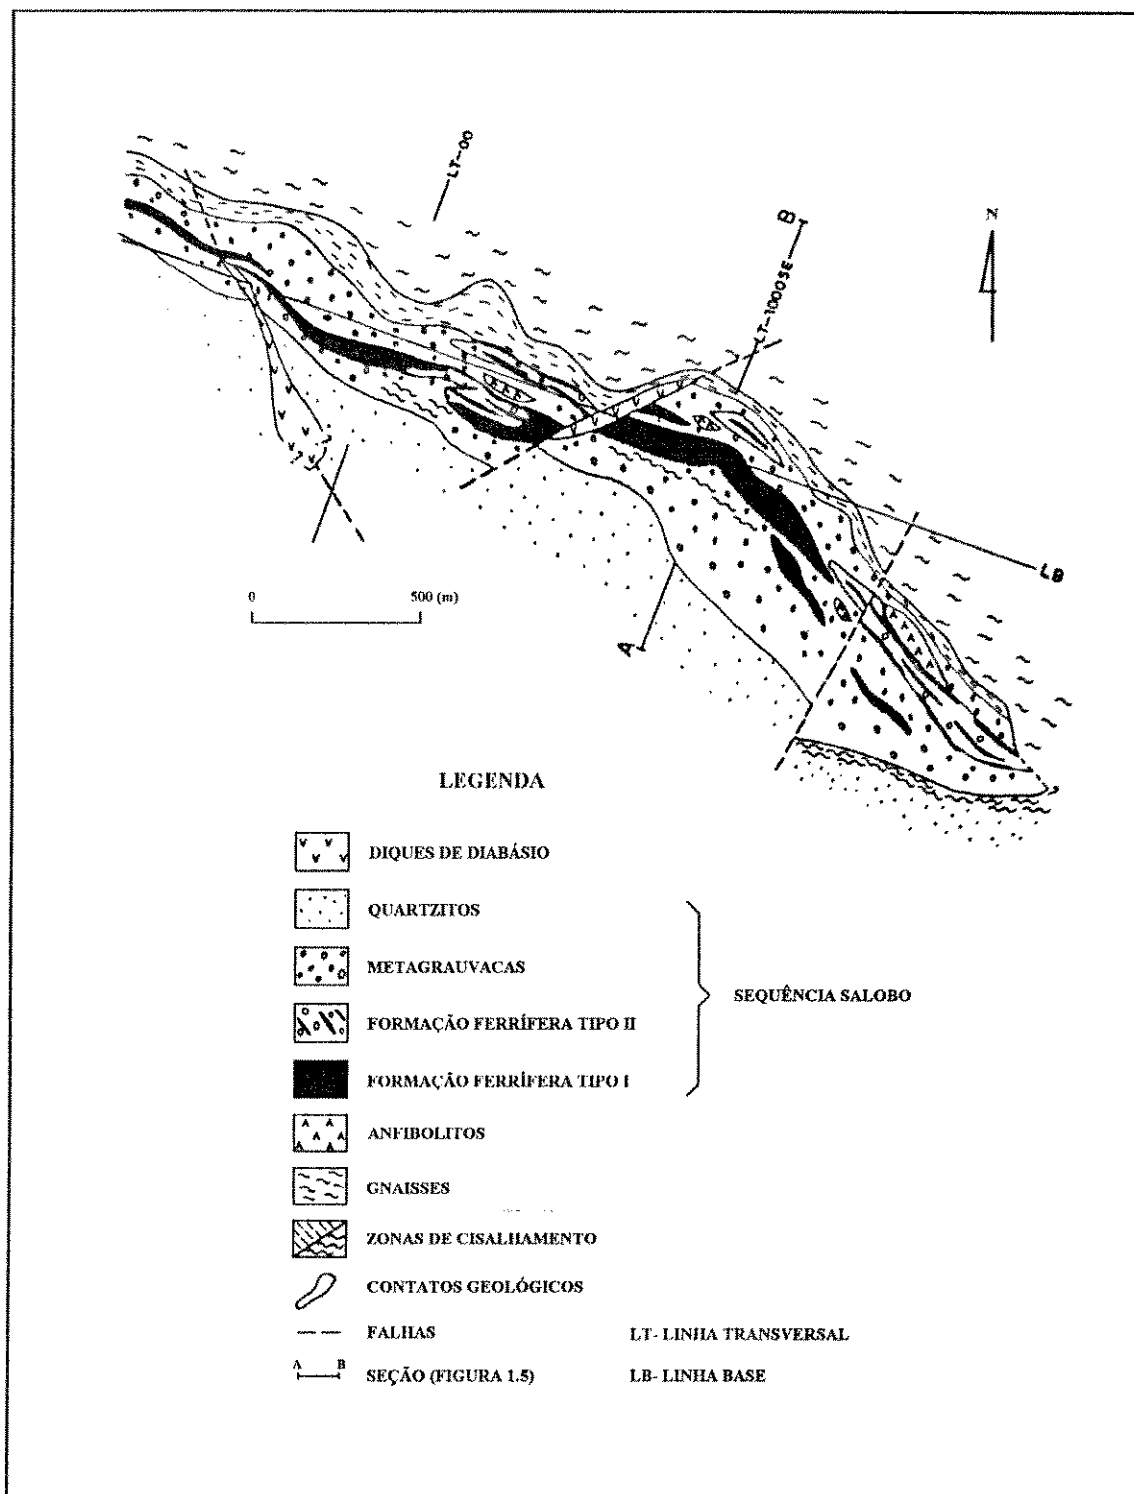 LT-00
B
LT-1000SE
N
LB
A
0 500 (m)
LEGENDA
DIQUES DE DIABÁSIO
QUARTZITOS
METAGRAUVACAS
FORMAÇÃO FERRÍFERA TIPO II
FORMAÇÃO FERRÍFERA TIPO I
SEQUÊNCIA SALOBO
ANFIBOLITOS
GNAISSES
ZONAS DE CISALHAMENTO
CONTATOS GEOLÓGICOS
FALHAS
LT- LINHA TRANSVERSAL
A B
SEÇÃO (FIGURA 1.5)
LB- LINHA BASE